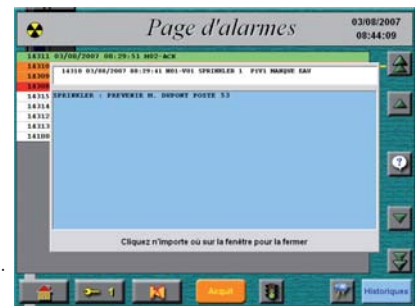 Page d'alarmes
03/08/2007
08:44:09
14311 03/08/2007 08:29:51 M02-ACK
14310
14310 03/08/2007 08:29:41 M01-V01 SPRINKLER 1 P1V1 MANQUE EAU
14309
14308
14315
SPRINKLER : PREVENIR M. DUPONT POSTE 53
14314
14312
14313
14100
Cliquez n'importe où sur la fenêtre pour la fermer
1
Acquit
Historiques